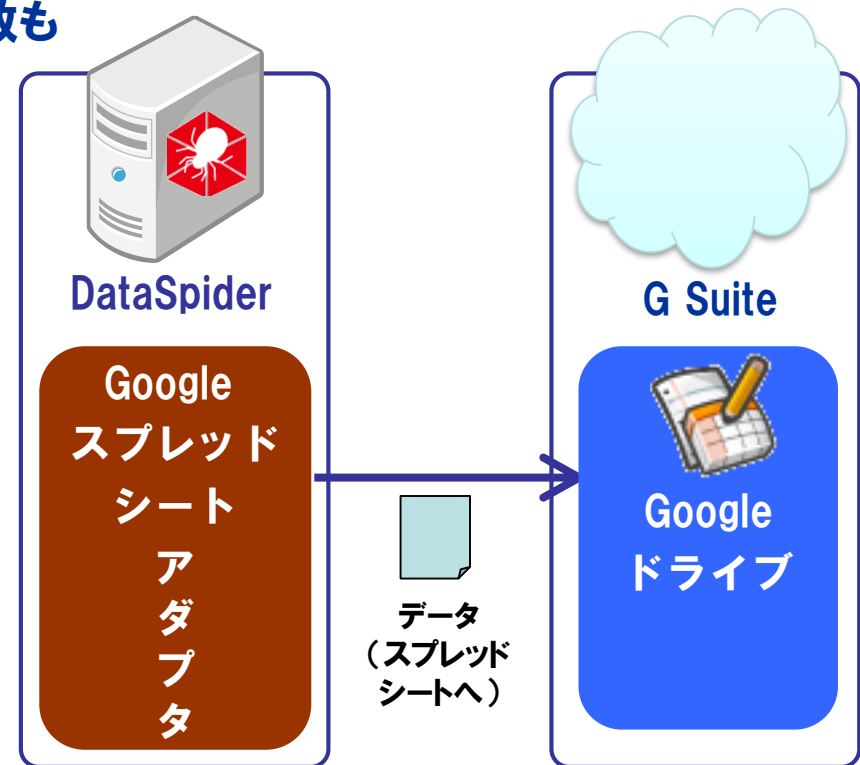 数も
DataSpider
Google
スプレッド
シート
ア
ダ
プ
タ
データ
（スプレッド
シートへ）
G Suite
Google
ドライブ